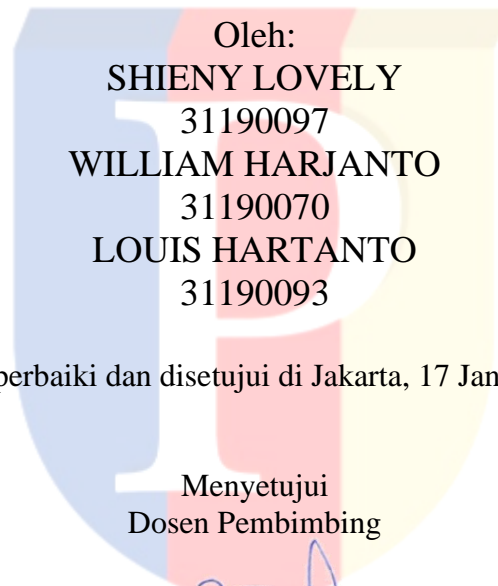 Oleh:
SHIENY LOVELY
31190097
WILLIAM HARJANTO
31190070
LOUIS HARTANTO
31190093
perbaiki dan disetujui di Jakarta, 17 Jan
Menyetujui
Dosen Pembimbing